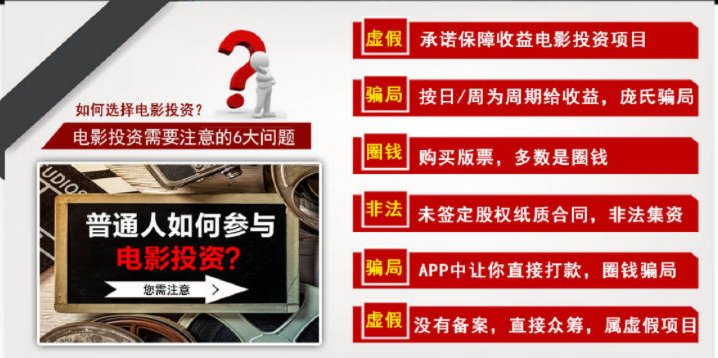 如何选择电影投资?
电影投资需要注意的6大问题
普通人如何参与
电影投资?
您需注意
虚假 承诺保障收益电影投资项目
骗局 按日/周为周期给收益，庞氏骗局
圈钱 购买版票，多数是圈钱
非法 未签定股权纸质合同，非法集资
骗局 APP中让你直接打款，圈钱骗局
虚假 没有备案，直接众筹，属虚假项目